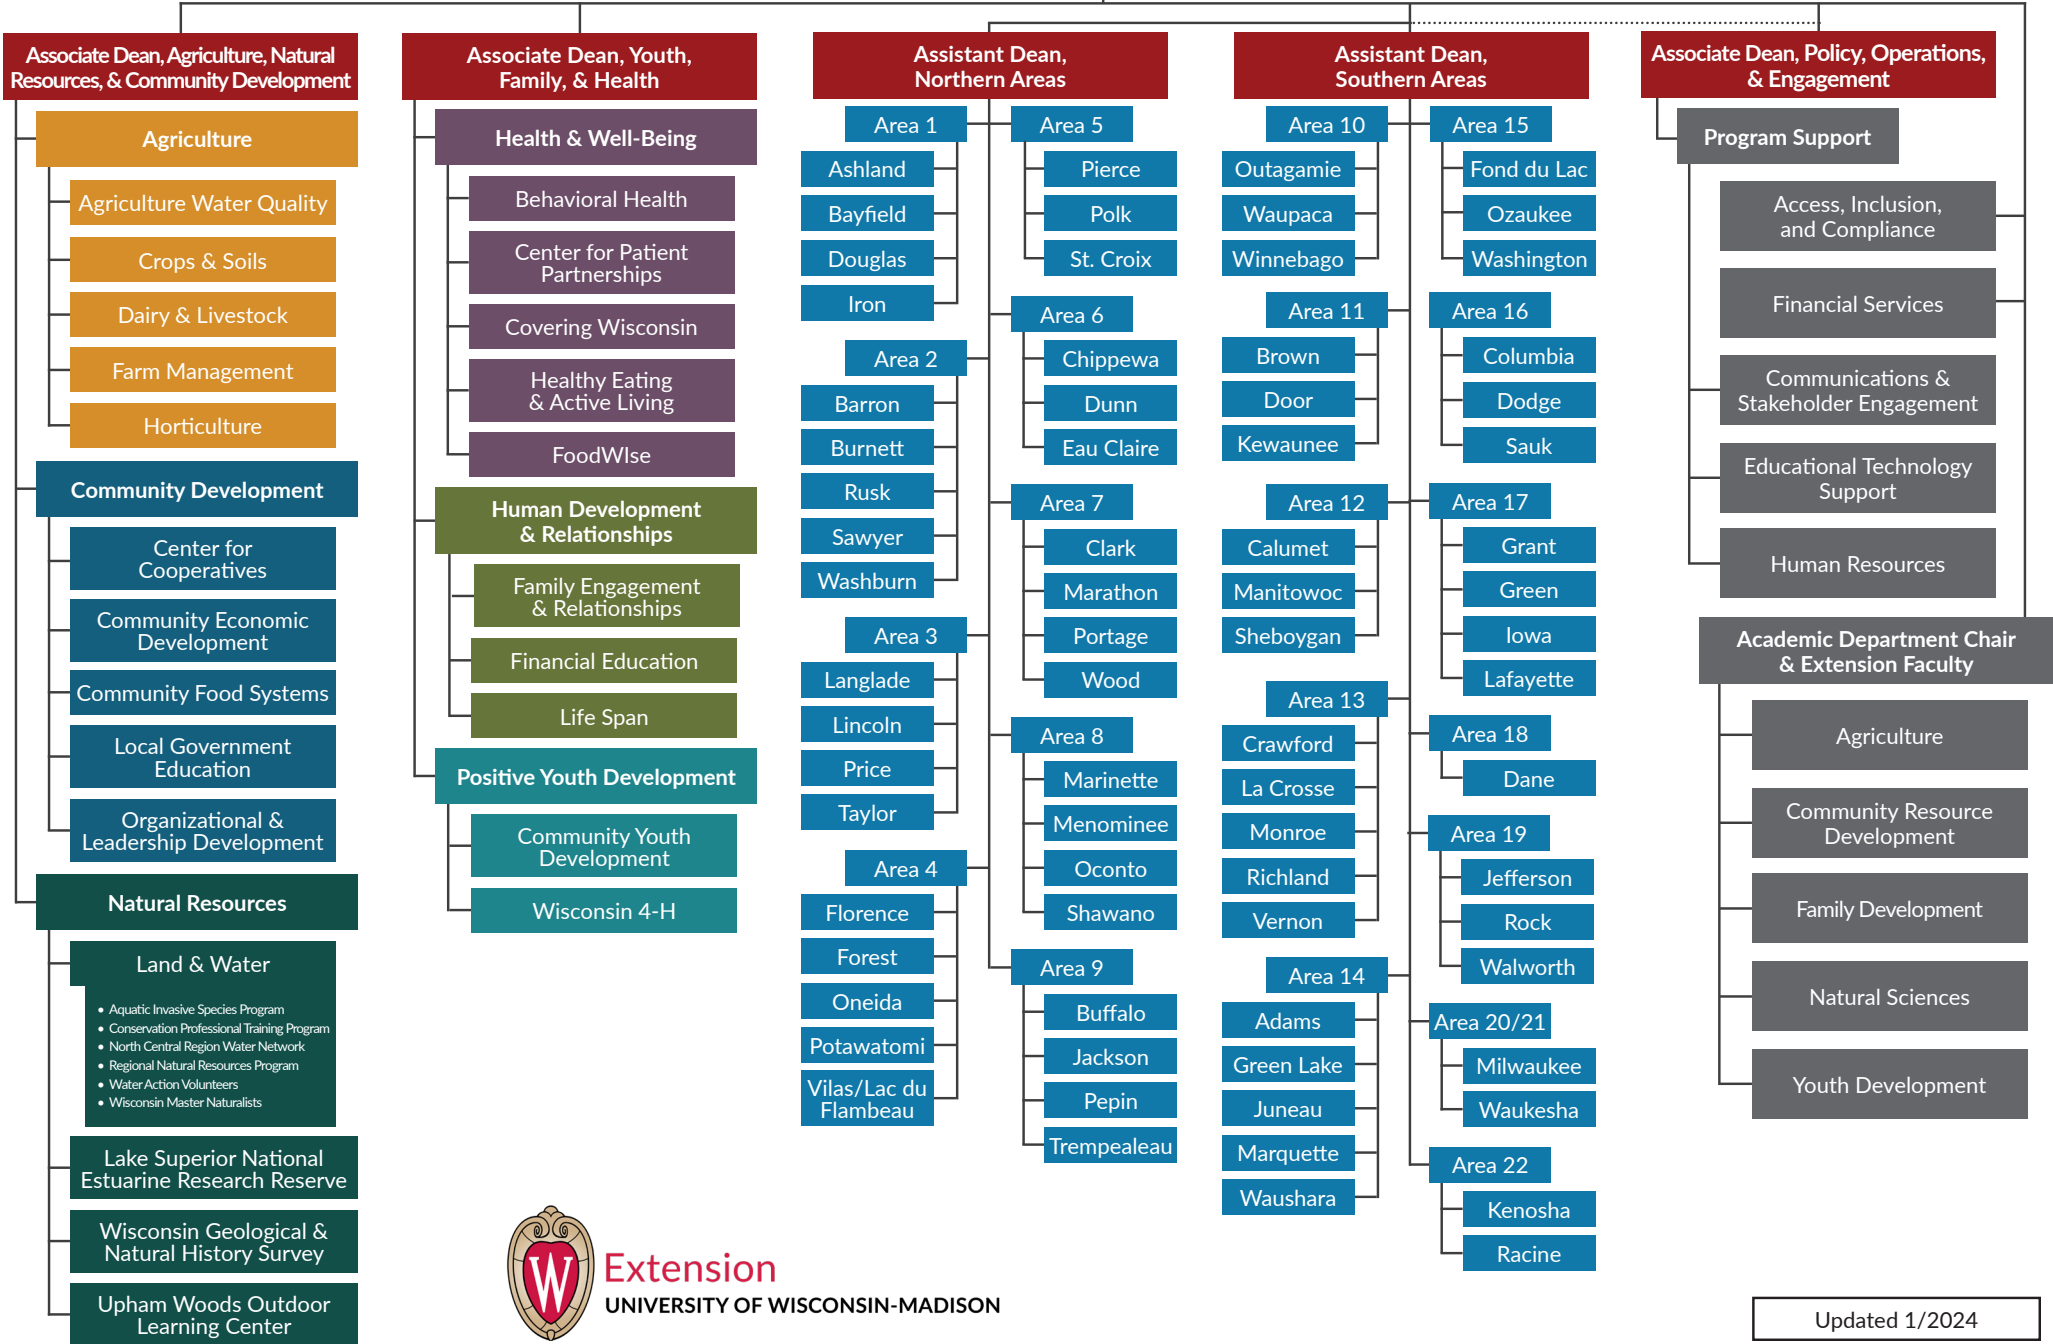 Associate Dean, Agriculture, Natural
Resources, & Community Development
Agriculture
Agriculture Water Quality
Crops & Soils
Dairy & Livestock
Farm Management
Horticulture
Community Development
Center for
Cooperatives
Community Economic
Development
Community Food Systems
Local Government
Education
Organizational &
Leadership Development
Natural Resources
Land & Water
• Aquatic Invasive Species Program
• Conservation Professional Training Program
• North Central Region Water Network
• Regional Natural Resources Program
• Water Action Volunteers
• Wisconsin Master Naturalists
Lake Superior National
Estuarine Research Reserve
Wisconsin Geological &
Natural History Survey
Upham Woods Outdoor
Learning Center
Associate Dean, Youth,
Family, & Health
Health & Well-Being
Behavioral Health
Center for Patient
Partnerships
Covering Wisconsin
Healthy Eating
& Active Living
FoodWIse
Human Development
& Relationships
Family Engagement
& Relationships
Financial Education
Life Span
Positive Youth Development
Community Youth
Development
Wisconsin 4-H
Assistant Dean,
Northern Areas
Area 1
Ashland
Bayfield
Douglas
Iron
Area 2
Barron
Burnett
Rusk
Sawyer
Washburn
Area 3
Langlade
Lincoln
Price
Taylor
Area 4
Florence
Forest
Oneida
Potawatomi
Vilas/Lac du
Flambeau
Area 5
Pierce
Polk
St. Croix
Area 6
Chippewa
Dunn
Eau Claire
Area 7
Clark
Marathon
Portage
Wood
Area 8
Marinette
Menominee
Oconto
Shawano
Area 9
Buffalo
Jackson
Pepin
Trempealeau
Assistant Dean,
Southern Areas
Area 10
Outagamie
Waupaca
Winnebago
Area 11
Brown
Door
Kewaunee
Area 12
Calumet
Manitowoc
Sheboygan
Area 13
Crawford
La Crosse
Monroe
Richland
Vernon
Area 14
Adams
Green Lake
Juneau
Marquette
Waushara
Area 15
Fond du Lac
Ozaukee
Washington
Area 16
Columbia
Dodge
Sauk
Area 17
Grant
Green
Iowa
Lafayette
Area 18
Dane
Area 19
Jefferson
Rock
Walworth
Area 20/21
Milwaukee
Waukesha
Area 22
Kenosha
Racine
Associate Dean, Policy, Operations,
& Engagement
Program Support
Access, Inclusion,
and Compliance
Financial Services
Communications &
Stakeholder Engagement
Educational Technology
Support
Human Resources
Academic Department Chair
& Extension Faculty
Agriculture
Community Resource
Development
Family Development
Natural Sciences
Youth Development
W
Extension
UNIVERSITY OF WISCONSIN-MADISON
Updated 1/2024